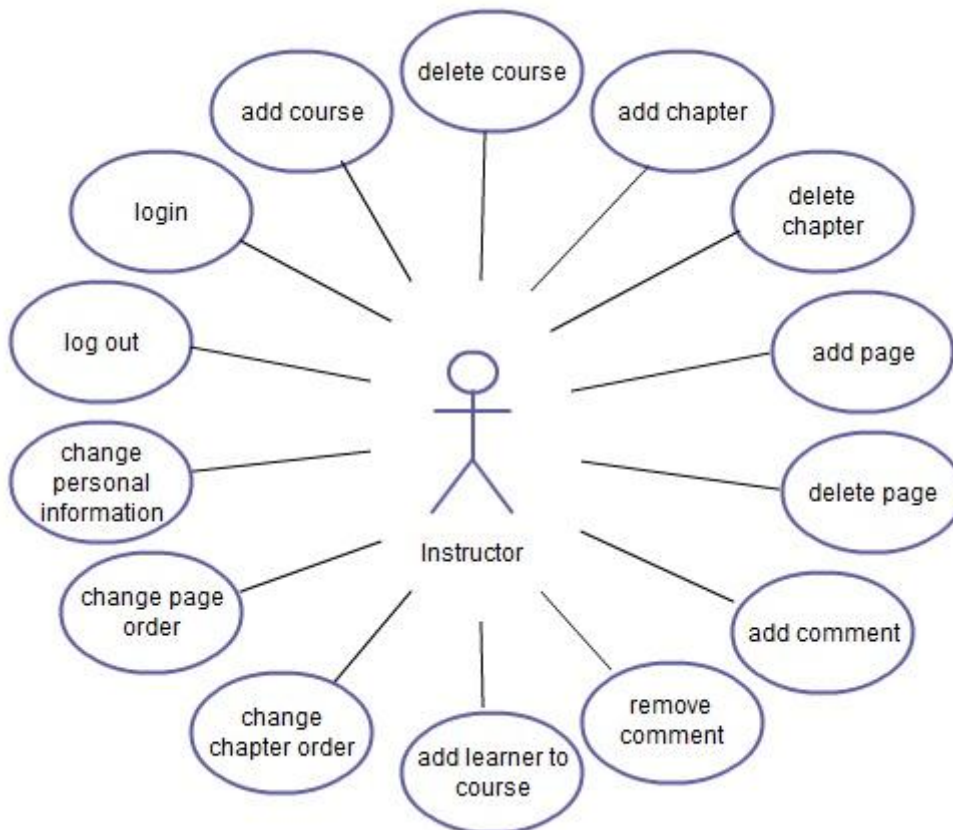 delete course
add course
add chapter
login
delete
chapter
log out
add page
change
personal
information
delete page
Instructor
change page
order
add comment
change
chapter order
add learner to
course
remove
comment